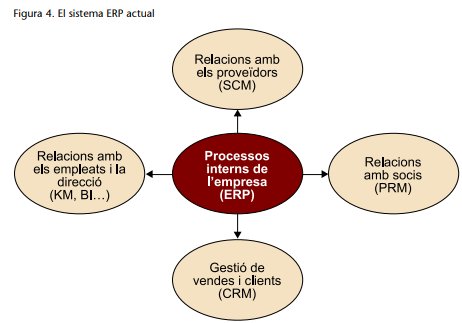 Figura 4. El sistema ERP actual
Relacions amb
els proveïdors
(SCM)
Relacions amb
els empleats i la
direcció
(KM, BI...)
Processos
interns de
l'empresa
(ERP)
Relacions
amb socis
(PRM)
Gestió de
vendes i clients
(CRM)